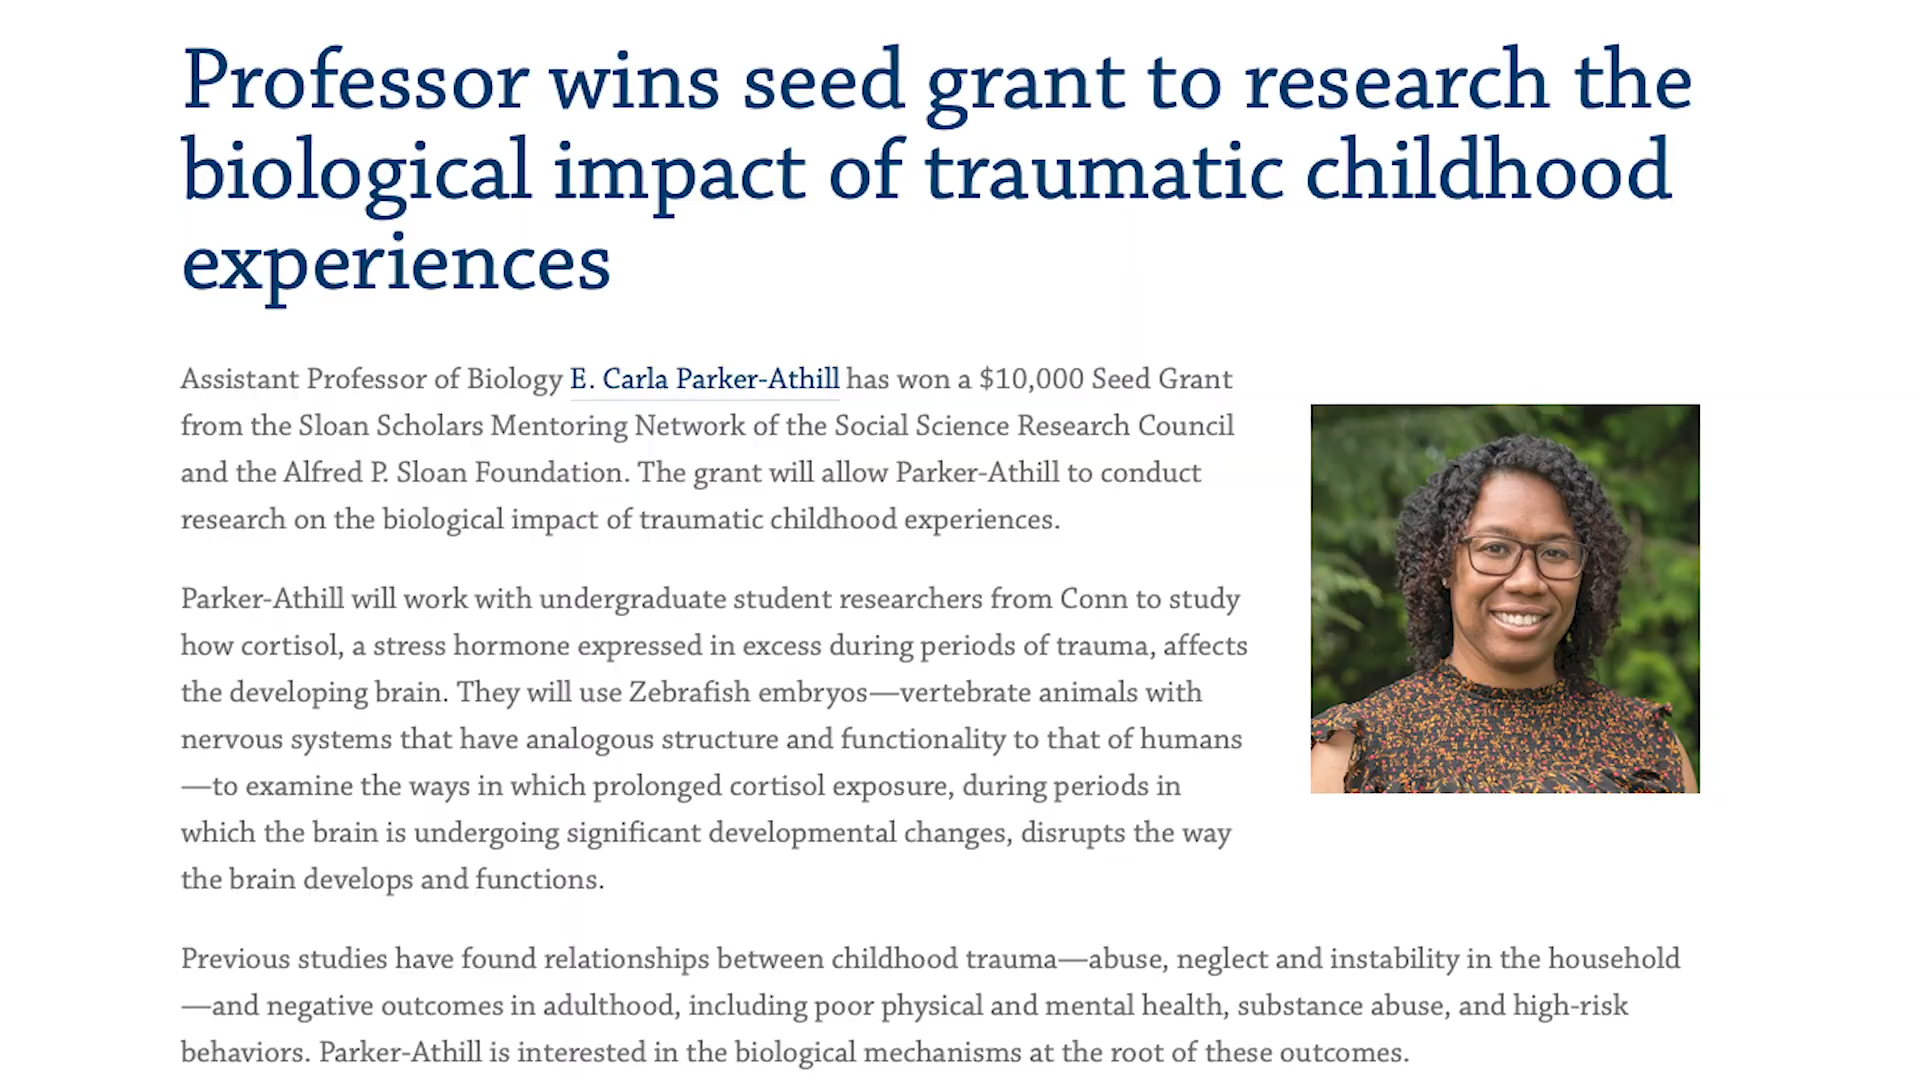 Professor wins seed grant to research the
biological impact of traumatic childhood
experiences
Assistant Professor of Biology E. Carla Parker-Athill has won a $10,000 Seed Grant
from the Sloan Scholars Mentoring Network of the Social Science Research Council
and the Alfred P. Sloan Foundation. The grant will allow Parker-Athill to conduct
research on the biological impact of traumatic childhood experiences.
Parker-Athill will work with undergraduate student researchers from Conn to study
how cortisol, a stress hormone expressed in excess during periods of trauma, affects
the developing brain. They will use Zebrafish embryos—vertebrate animals with
nervous systems that have analogous structure and functionality to that of humans
—to examine the ways in which prolonged cortisol exposure, during periods in
which the brain is undergoing significant developmental changes, disrupts the way
the brain develops and functions.
Previous studies have found relationships between childhood trauma—abuse, neglect and instability in the household
—and negative outcomes in adulthood, including poor physical and mental health, substance abuse, and high-risk
behaviors. Parker-Athill is interested in the biological mechanisms at the root of these outcomes.